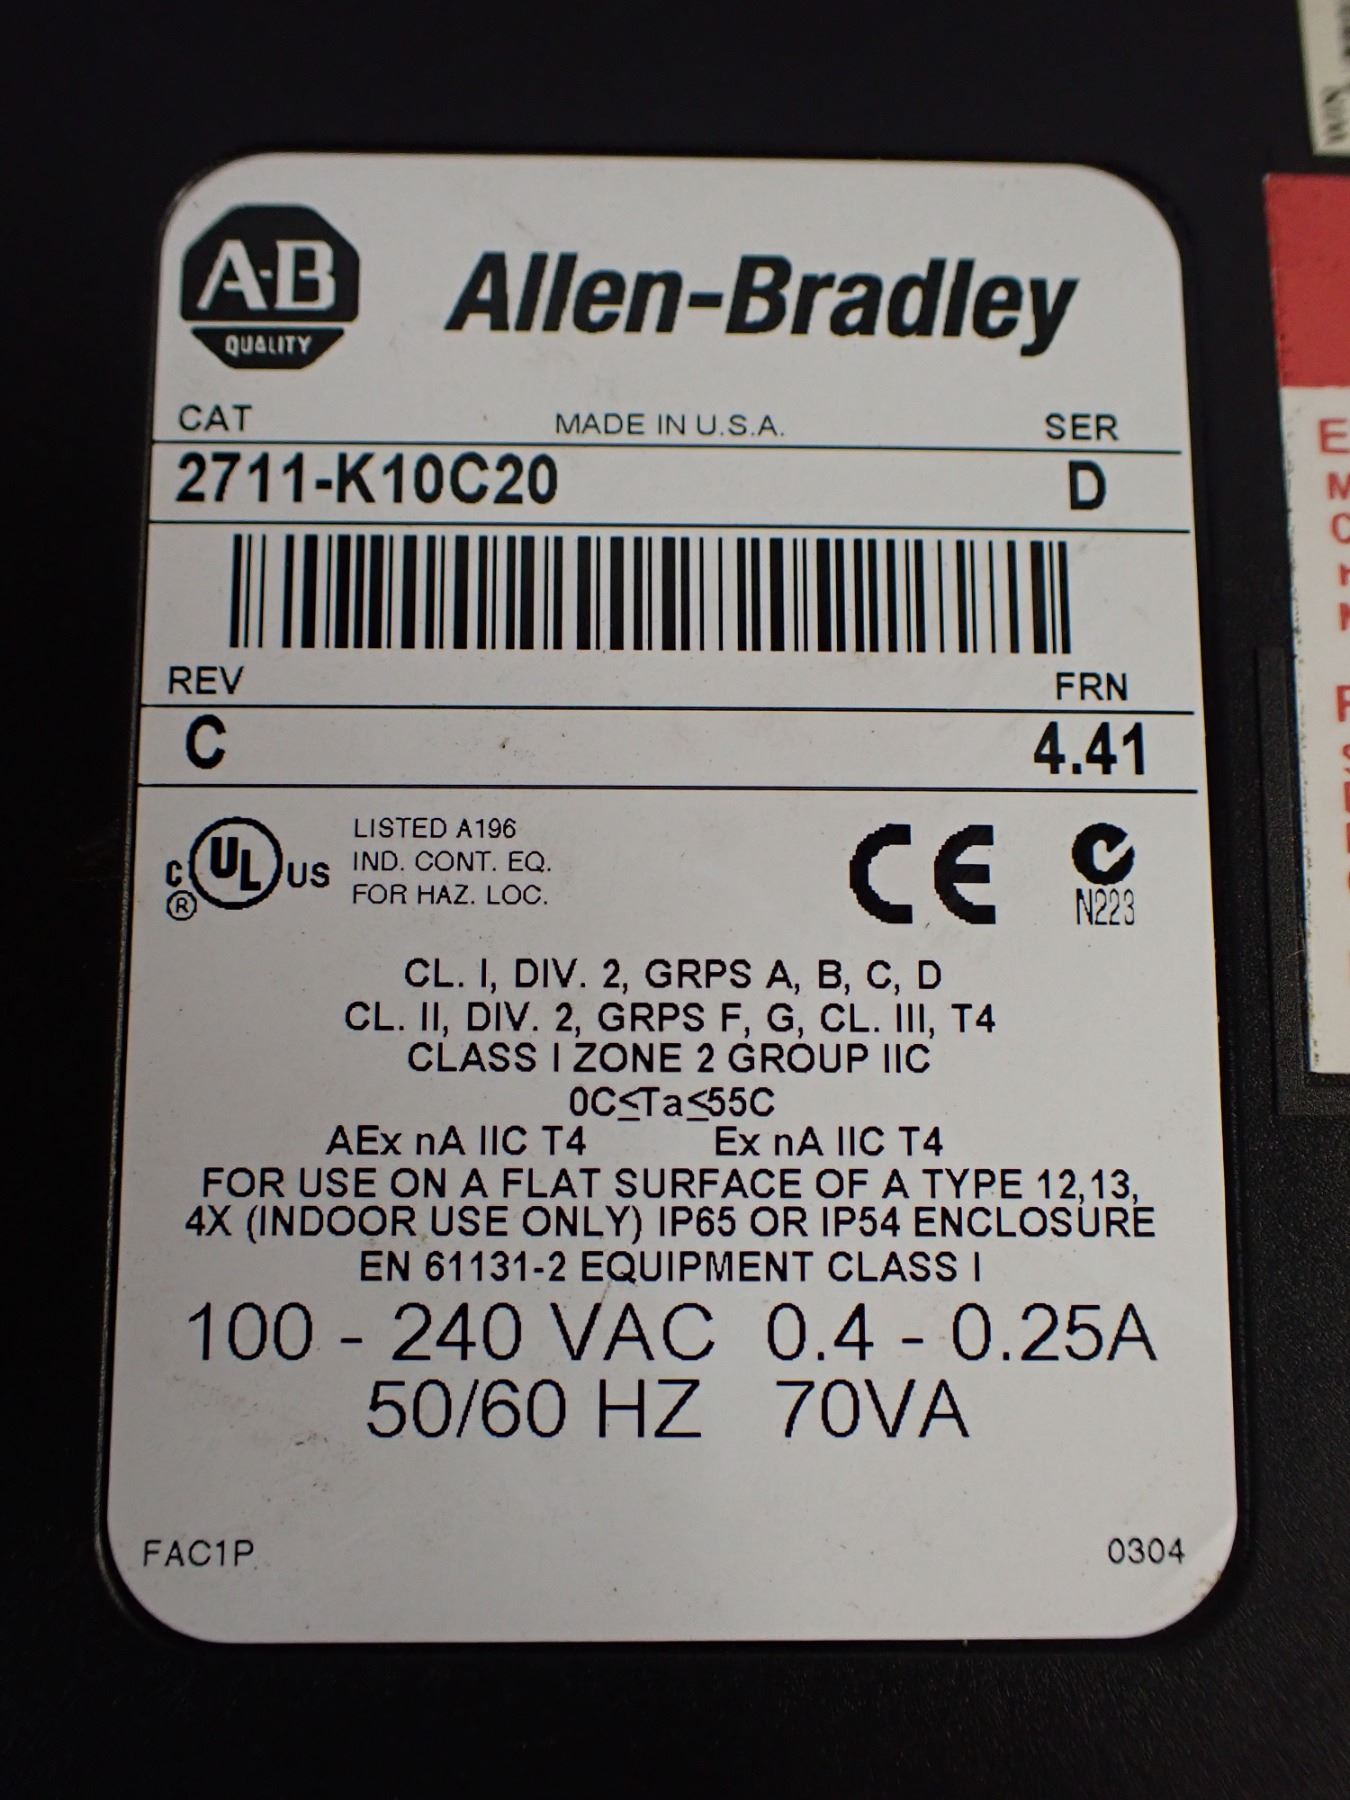 A-B
QUALITY
Allen-Bradley
CAT MADE IN U.S.A. SER
2711-K10C20 D
REV FRN
C 4.41
C UL US ®
LISTED A196
IND. CONT. EQ.
FOR HAZ. LOC.
CE
N223
CL. I, DIV. 2, GRPS A, B, C, D
CL. II, DIV. 2, GRPS F, G, CL. III, T4
CLASS I ZONE 2 GROUP IIC
0C≤Ta≤55C
AEx nA IIC T4 Ex nA IIC T4
FOR USE ON A FLAT SURFACE OF A TYPE 12,13,
4X (INDOOR USE ONLY) IP65 OR IP54 ENCLOSURE
EN 61131-2 EQUIPMENT CLASS I
100 - 240 VAC 0.4 - 0.25A
50/60 HZ 70VA
FAC1P 0304